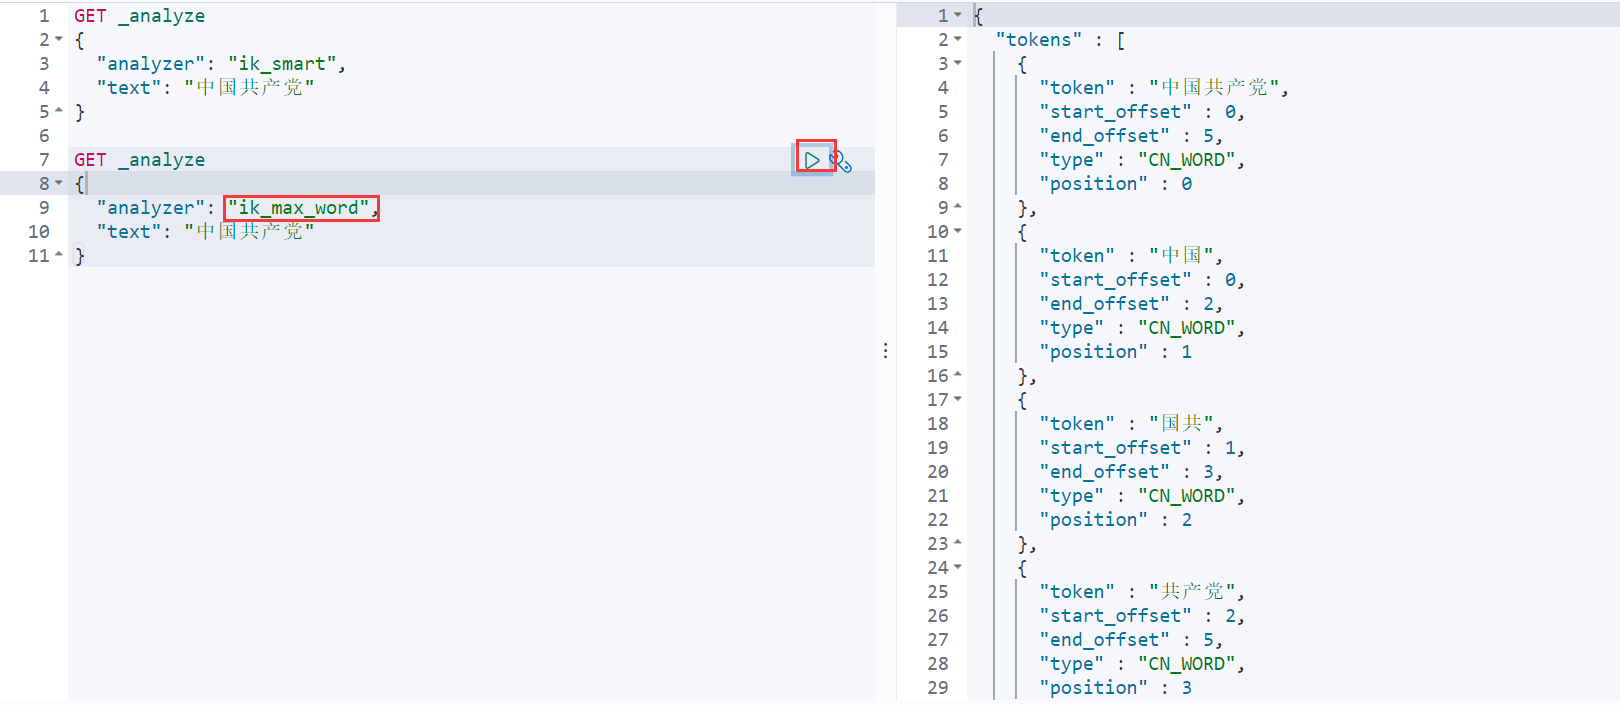 1 GET _analyze
2 {
3 "analyzer": "ik_smart",
4 "text": "中国共产党"
5 }
6
7 GET _analyze
8 {
9 "analyzer": "ik_max_word",
10 "text": "中国共产党"
11 }
1 {
2 "tokens" : [
3 {
4 "token" : "中国共产党",
5 "start_offset" : 0,
6 "end_offset" : 5,
7 "type" : "CN_WORD",
8 "position" : 0
9 },
10 {
11 "token" : "中国",
12 "start_offset" : 0,
13 "end_offset" : 2,
14 "type" : "CN_WORD",
15 "position" : 1
16 },
17 {
18 "token" : "国共",
19 "start_offset" : 1,
20 "end_offset" : 3,
21 "type" : "CN_WORD",
22 "position" : 2
23 },
24 {
25 "token" : "共产党",
26 "start_offset" : 2,
27 "end_offset" : 5,
28 "type" : "CN_WORD",
29 "position" : 3